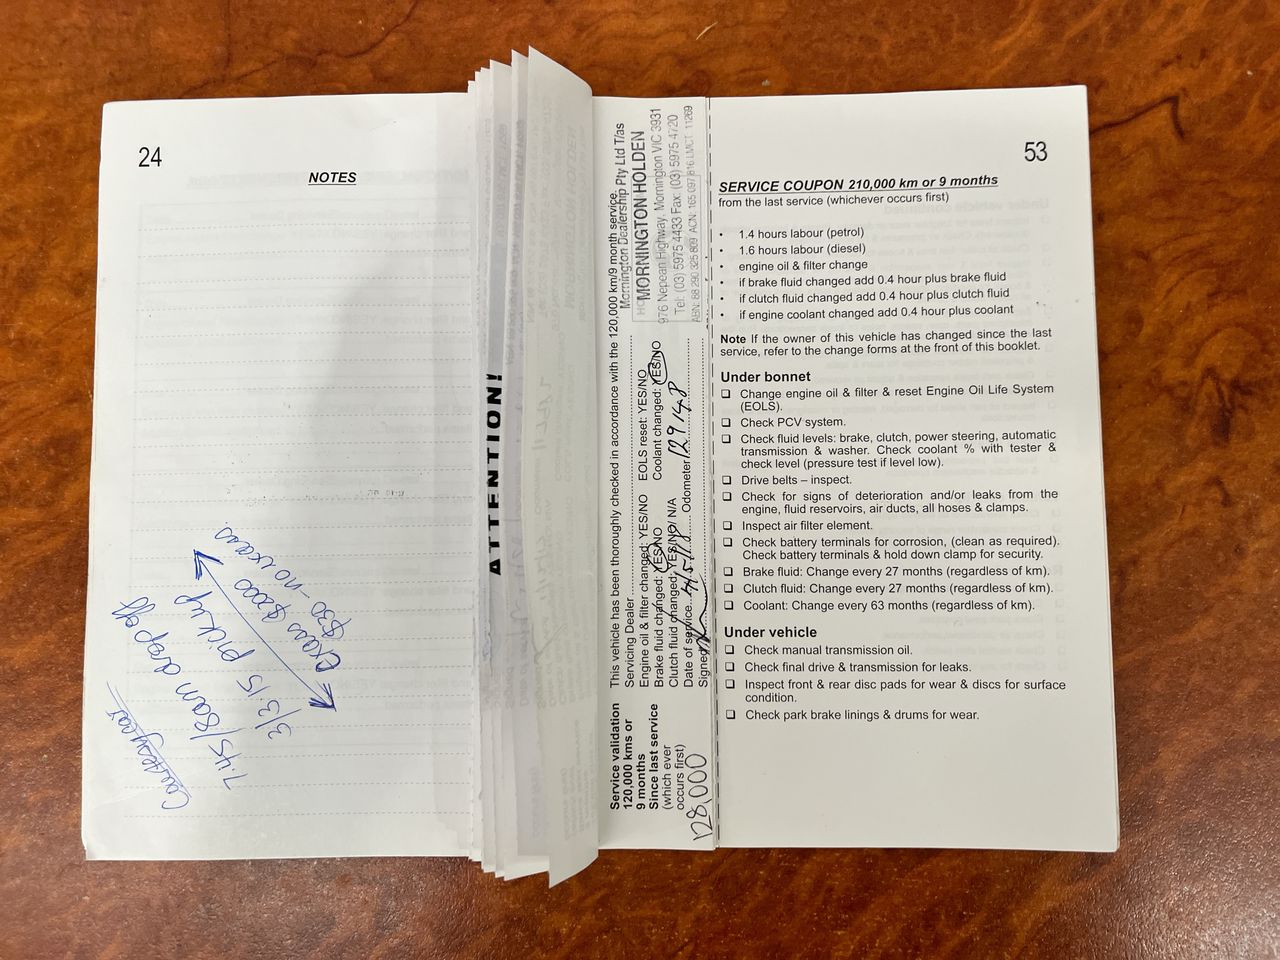 24
NOTES
Courtesy car
7.45/8am drop off
3/3.15 pick up
excess $2000
$30 - no excess.
ATTENTION!
Service validation
120,000 kms or
9 months
Since last service
(which ever
occurs first)
128,000
This vehicle has been thoroughly checked in accordance with the 120,000 km/9 month service.
Servicing Dealer
Engine oil & filter changed: YES/NO EOLS reset: YES/NO
Brake fluid changed: YES/NO Coolant changed: YES/NO
Clutch fluid changed: YES/NO/ N/A
Date of service Odometer 129148
Signed
Mornington Dealership Pty Ltd T/as
MORNINGTON HOLDEN
976 Nepean Highway, Mornington VIC 3931
Tel: (03) 5975 4433 Fax: (03) 5975 4720
ABN: 88 290 325 809 ACN: 165 097 816 LMCT: 11269
53
SERVICE COUPON 210,000 km or 9 months
from the last service (whichever occurs first)
• 1.4 hours labour (petrol)
• 1.6 hours labour (diesel)
• engine oil & filter change
• if brake fluid changed add 0.4 hour plus brake fluid
• if clutch fluid changed add 0.4 hour plus clutch fluid
• if engine coolant changed add 0.4 hour plus coolant
Note If the owner of this vehicle has changed since the last
service, refer to the change forms at the front of this booklet.
Under bonnet
❑ Change engine oil & filter & reset Engine Oil Life System
(EOLS).
❑ Check PCV system.
❑ Check fluid levels: brake, clutch, power steering, automatic
transmission & washer. Check coolant % with tester &
check level (pressure test if level low).
❑ Drive belts – inspect.
❑ Check for signs of deterioration and/or leaks from the
engine, fluid reservoirs, air ducts, all hoses & clamps.
❑ Inspect air filter element.
❑ Check battery terminals for corrosion, (clean as required).
Check battery terminals & hold down clamp for security.
❑ Brake fluid: Change every 27 months (regardless of km).
❑ Clutch fluid: Change every 27 months (regardless of km).
❑ Coolant: Change every 63 months (regardless of km).
Under vehicle
❑ Check manual transmission oil.
❑ Check final drive & transmission for leaks.
❑ Inspect front & rear disc pads for wear & discs for surface
condition.
❑ Check park brake linings & drums for wear.